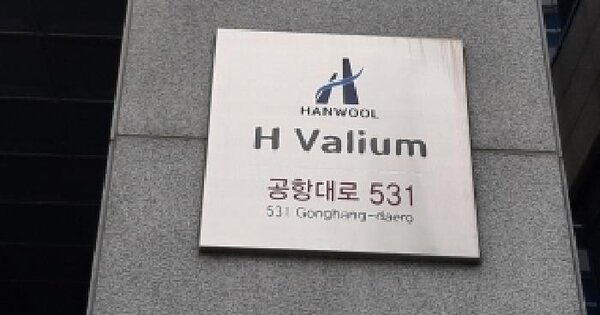 HANWOOL
H Valium
공항대로 531
531 Gonghang-daero